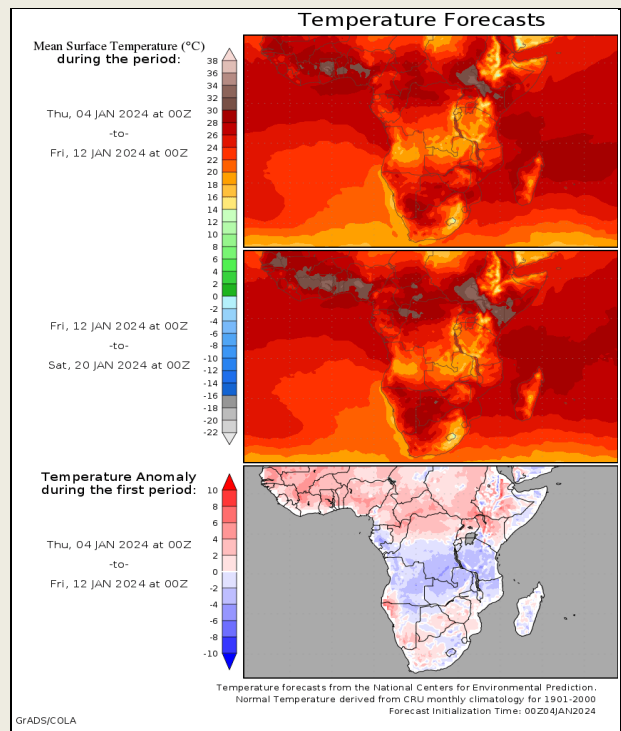 Temperature Forecasts
Mean Surface Temperature (°C)
during the period:
Thu, 04 JAN 2024 at 00Z
-to-
Fri, 12 JAN 2024 at 00Z
38
36
34
32
30
28
26
24
22
20
18
16
14
12
10
8
6
4
2
0
-2
-4
-6
-8
-10
-12
-14
-16
-18
-20
-22
Fri, 12 JAN 2024 at 00Z
-to-
Sat, 20 JAN 2024 at 00Z
Temperature Anomaly
during the first period:
Thu, 04 JAN 2024 at 00Z
-to-
Fri, 12 JAN 2024 at 00Z
10
8
6
4
2
0
-2
-4
-6
-8
-10
Temperature forecasts from the National Centers for Environmental Prediction.
Normal Temperature derived from CRU monthly climatology for 1901-2000
Forecast Initialization Time: 00Z04JAN2024
GrADS/COLA